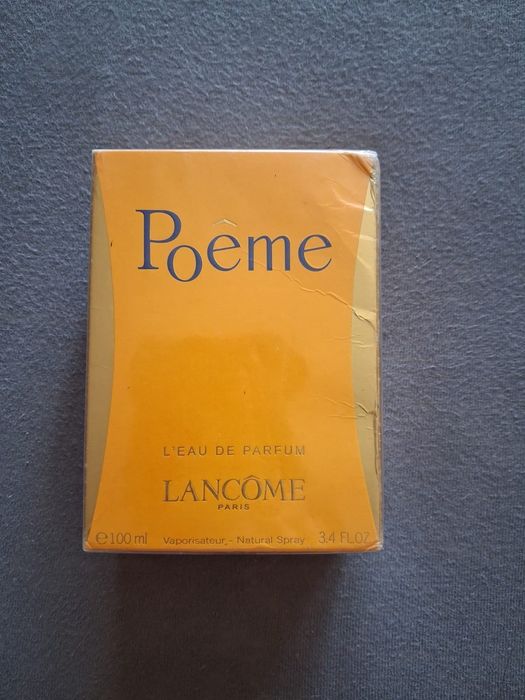 Poême
L'EAU DE PARFUM
LANCÔME
PARIS
℮100 ml Vaporisateur - Natural Spray 3.4 FL.OZ